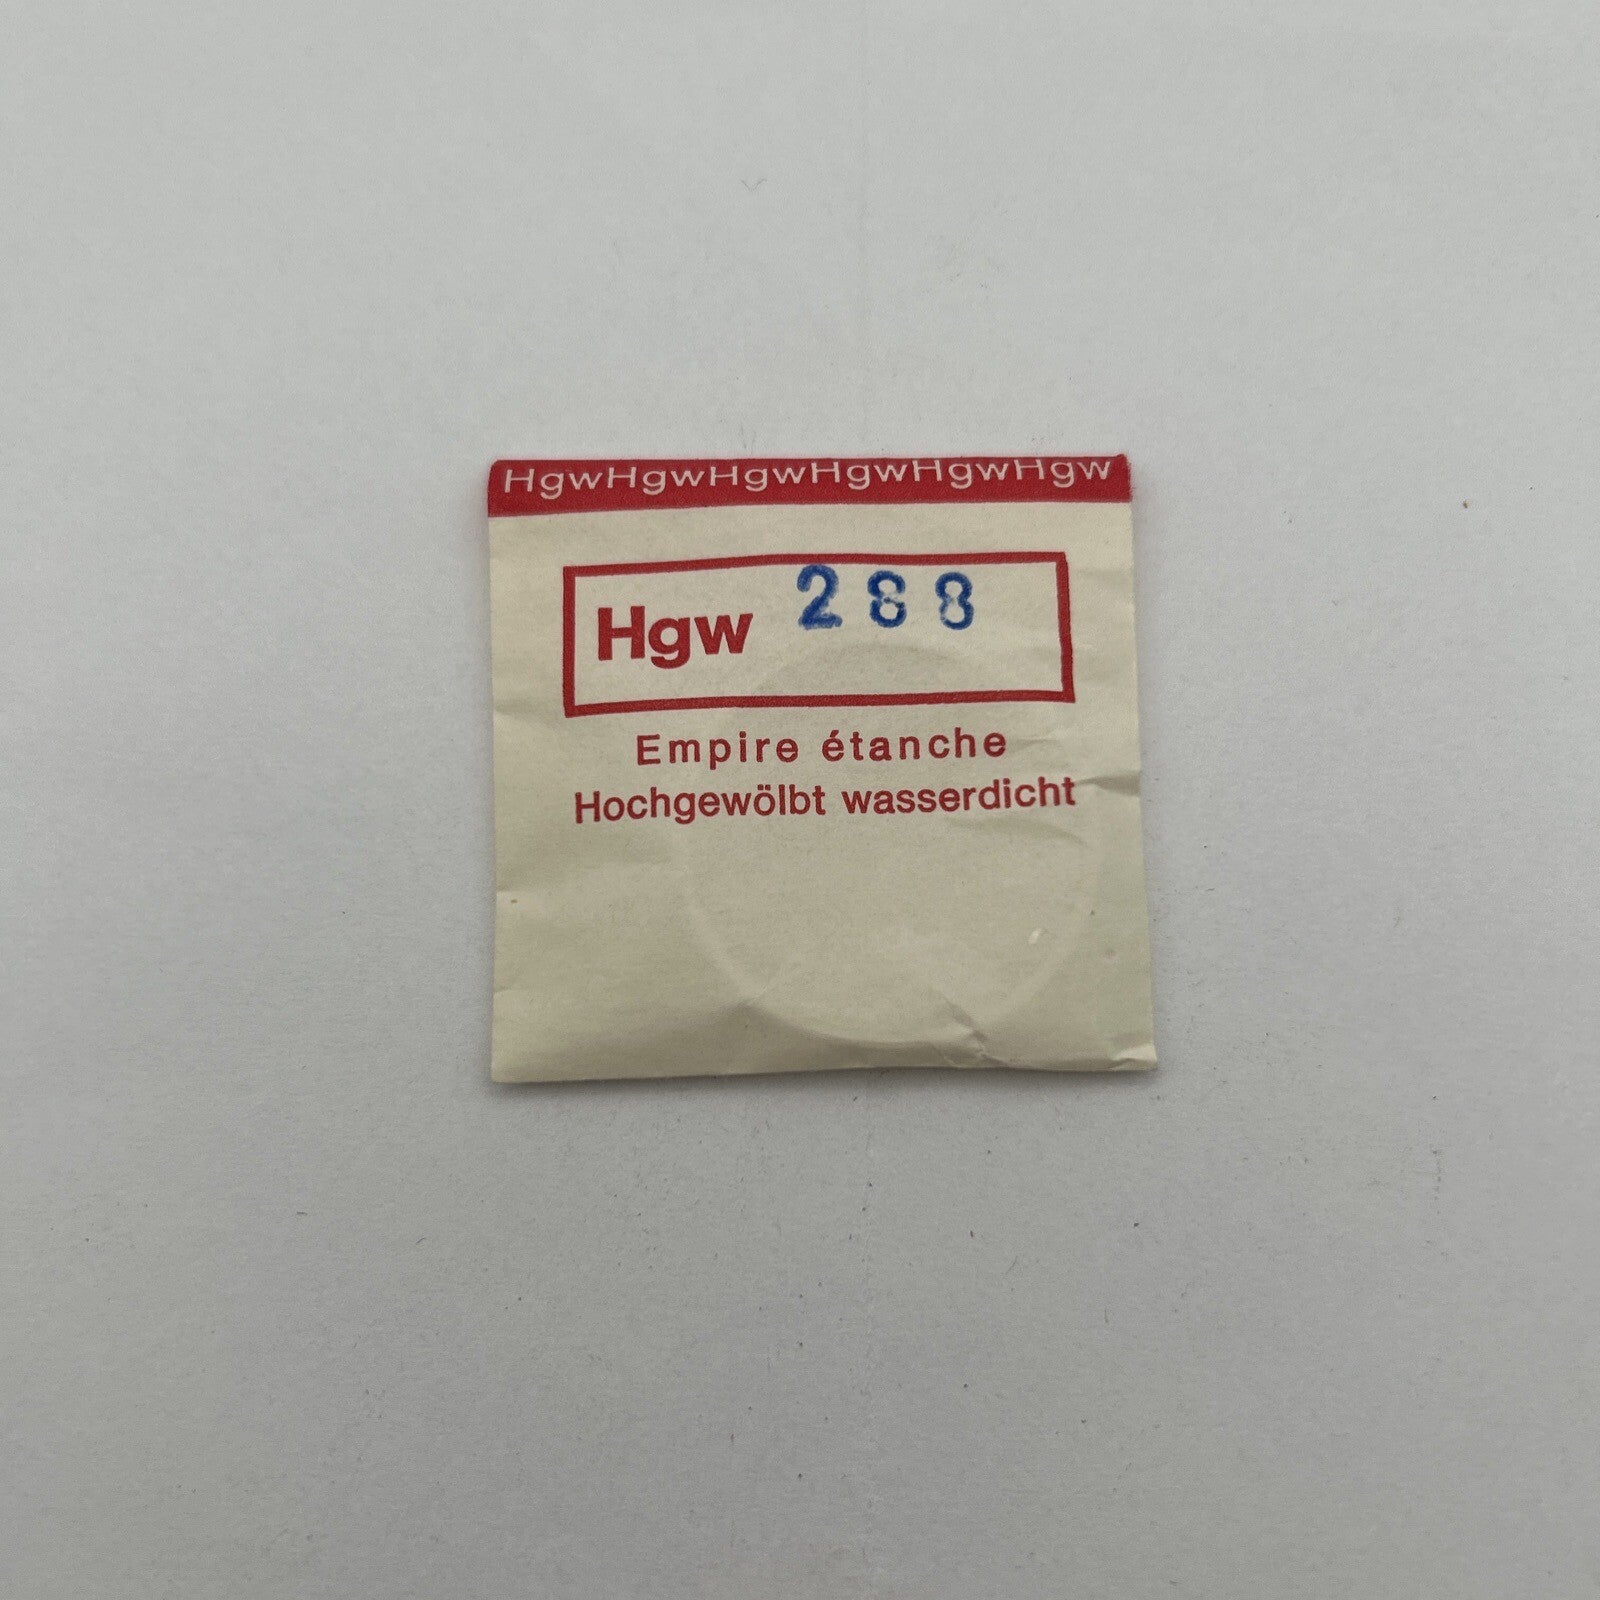 HgwHgwHgwHgwHgwHgw
Hgw 288
Empire étanche
Hochgewölbt wasserdicht